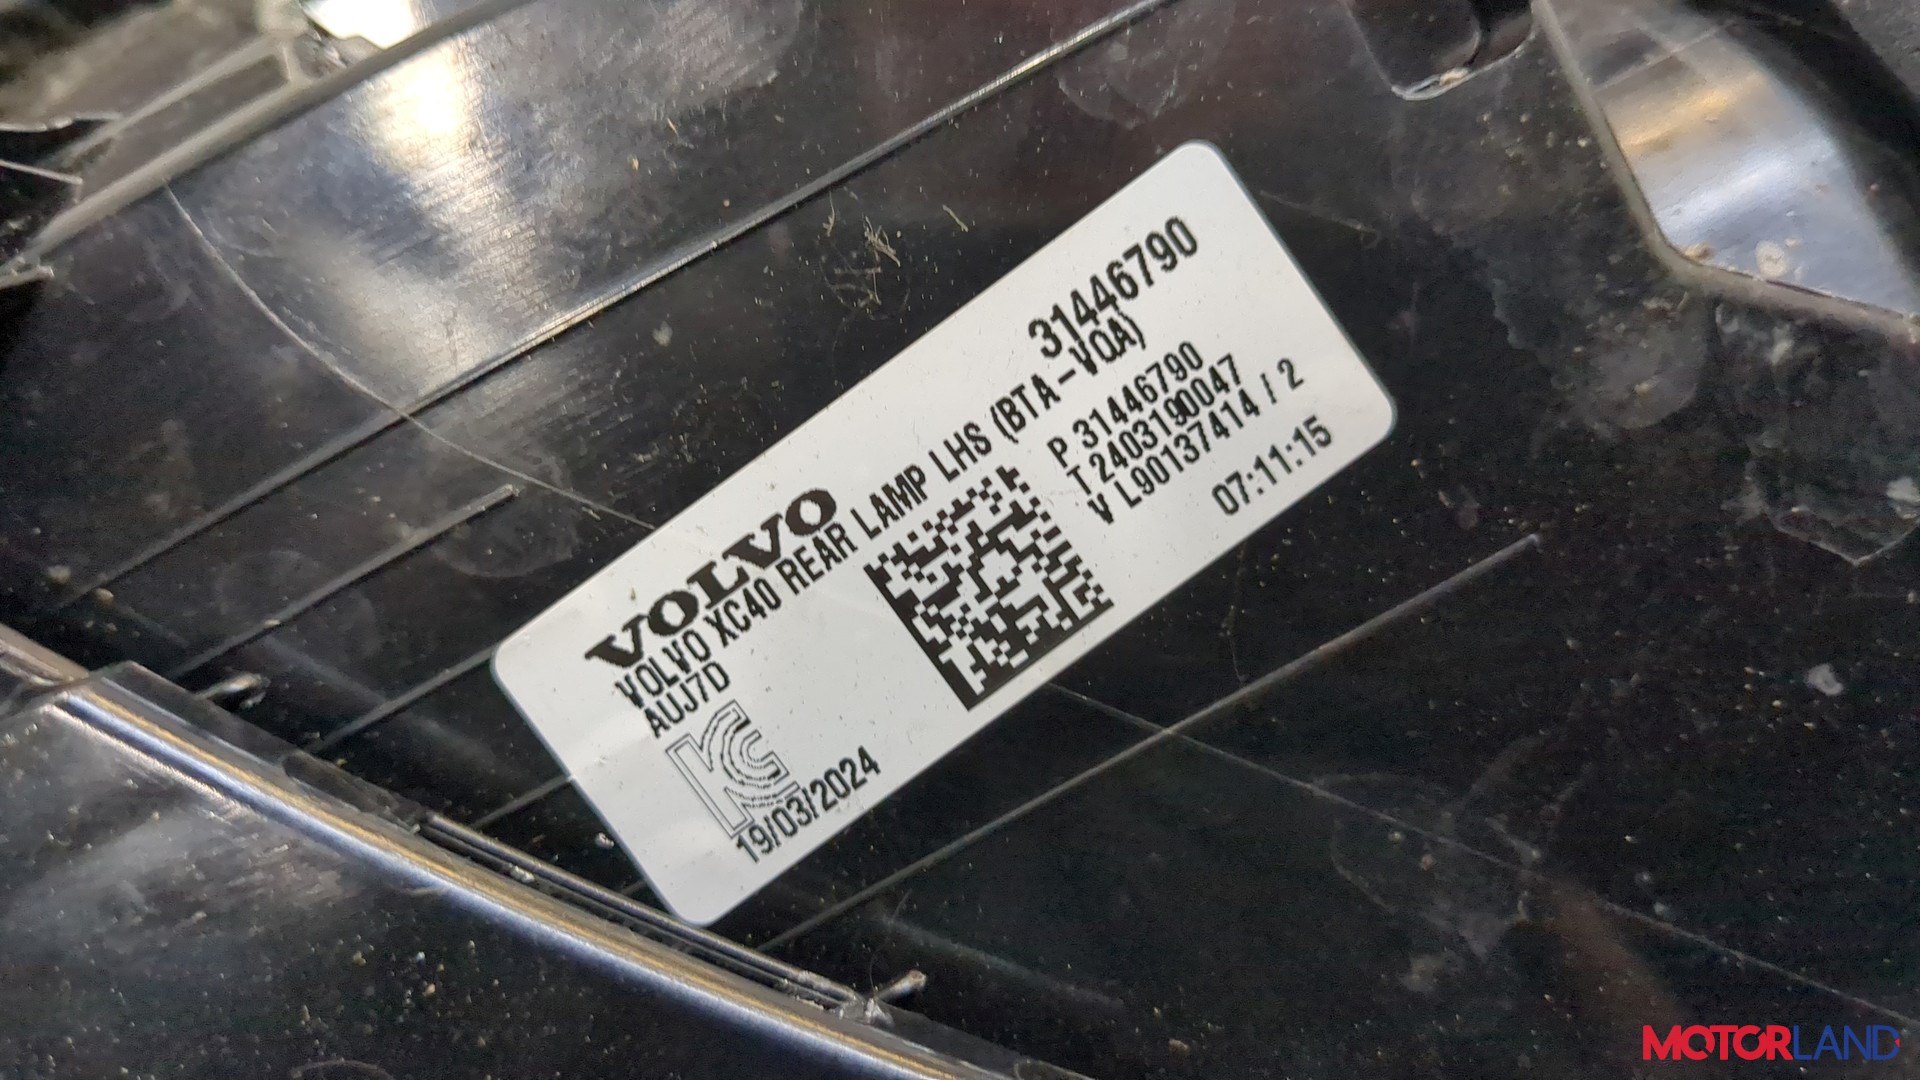 31446790
VOLVO
VOLVO XC40 REAR LAMP LHS (BTA-VQA)
AUJ7D
P 31446790
T 2403190047
V L90137414 / 2
07:11:15
19/03/2024
MOTORLAND